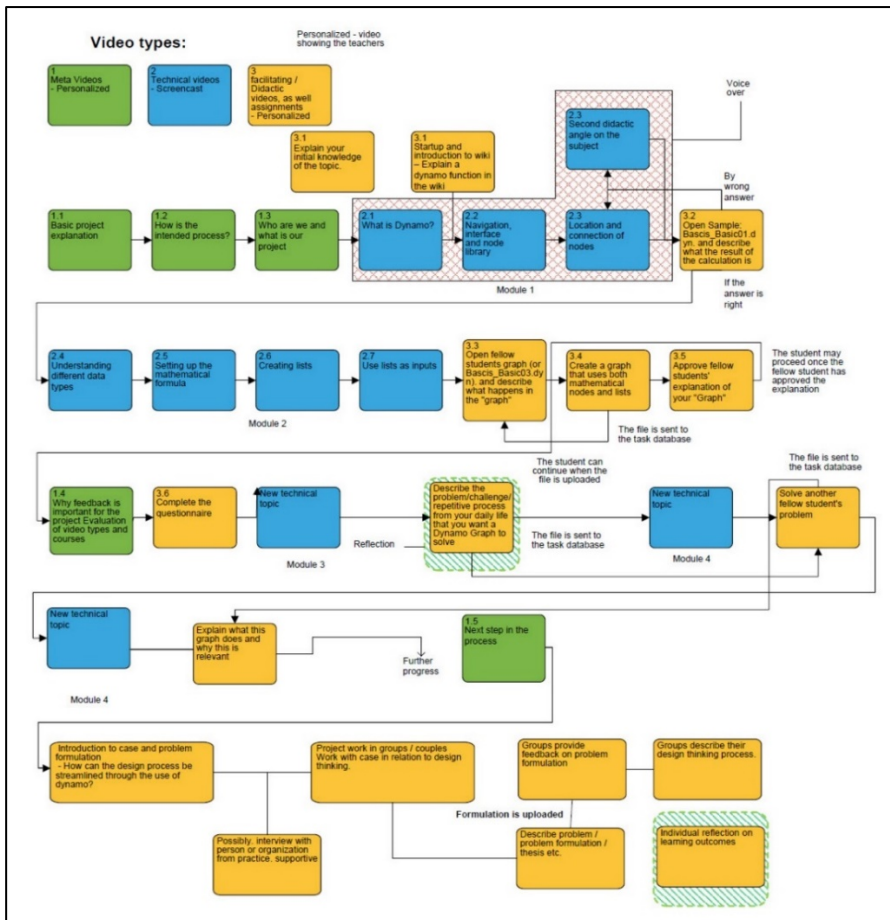 Video types:
Personalized - video
showing the teachers
1
Meta Videos
- Personalized
2
Technical videos
- Screencast
3
facilitating /
Didactic
videos, as well
assignments
- Personalized
Voice
over
3.1
Explain your
initial knowledge
of the topic.
3.1
Startup and
introduction to wiki
– Explain a
dynamo function in
the wiki
2.3
Second didactic
angle on the
subject
By
wrong
answer
1.1
Basic project
explanation
1.2
How is the
intended process?
1.3
Who are we and
what is our
project
2.1
What is Dynamo?
2.2
Navigation,
interface
and node
library
2.3
Location and
connection of
nodes
3.2
Open Sample:
Bascis_Basic01.d
yn. and describe
what the result of
the calculation is
Module 1
If the
answer is
right
2.4
Understanding
different data
types
2.5
Setting up the
mathematical
formula
2.6
Creating lists
2.7
Use lists as inputs
3.3
Open fellow
students graph (or
Bascis_Basic03.d
yn). and describe
what happens in
the "graph"
3.4
Create a graph
that uses both
mathematical
nodes and lists
3.5
Approve fellow
students'
explanation of
your "Graph"
The student may
proceed once the
fellow student has
approved the
explanation
Module 2
The file is sent to
the task database
The student can
continue when the
file is uploaded
The file is sent to
the task database
1.4
Why feedback is
important for the
project Evaluation
of video types and
courses
3.6
Complete the
questionnaire
New technical
topic
Describe the
problem/challenge/
repetitive process
from your daily life
that you want a
Dynamo Graph to
solve
New technical
topic
Solve another
fellow student's
problem
Reflection
The file is sent to
the task database
Module 3
Module 4
New technical
topic
Explain what this
graph does and
why this is
relevant
Further
progress
1.5
Next step in the
process
Module 4
Introduction to case and problem
formulation
- How can the design process be
streamlined through the use of
dynamo?
Project work in groups / couples
Work with case in relation to design
thinking.
Groups provide
feedback on problem
formulation
Groups describe their
design thinking process.
Formulation is uploaded
Possibly. interview with
person or organization
from practice. supportive
Describe problem /
problem formulation /
thesis etc.
Individual reflection on
learning outcomes